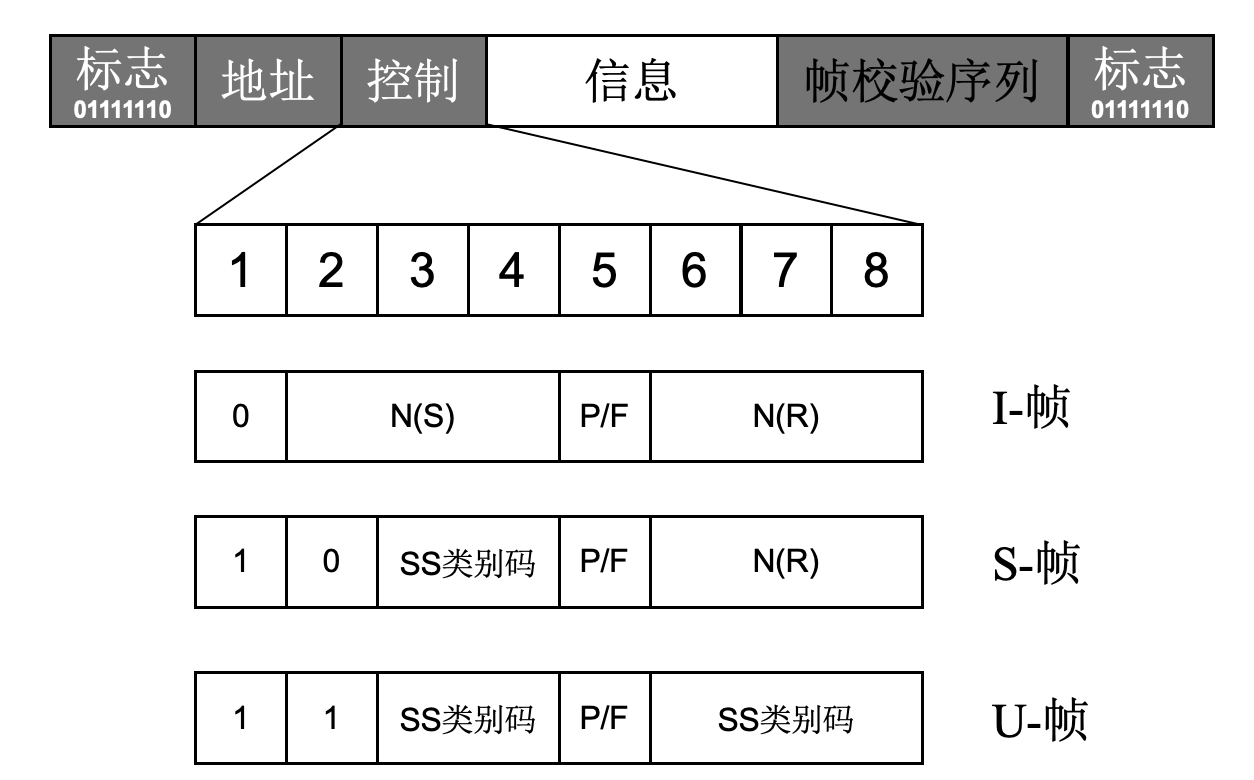 标志 地址 控制 信息 帧校验序列 标志
01111110 01111110
1 2 3 4 5 6 7 8
0 N(S) P/F N(R) I-帧
1 0 SS类别码 P/F N(R) S-帧
1 1 SS类别码 P/F SS类别码 U-帧